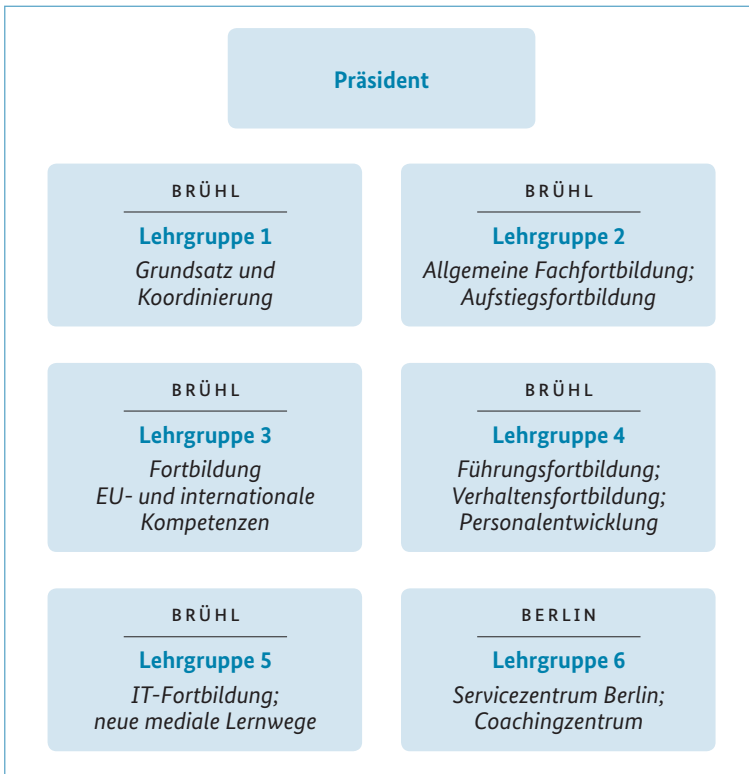 Präsident
BRÜHL
Lehrgruppe 1
Grundsatz und
Koordinierung
BRÜHL
Lehrgruppe 2
Allgemeine Fachfortbildung;
Aufstiegsfortbildung
BRÜHL
Lehrgruppe 3
Fortbildung
EU- und internationale
Kompetenzen
BRÜHL
Lehrgruppe 4
Führungsfortbildung;
Verhaltensfortbildung;
Personalentwicklung
BRÜHL
Lehrgruppe 5
IT-Fortbildung;
neue mediale Lernwege
BERLIN
Lehrgruppe 6
Servicezentrum Berlin;
Coachingzentrum